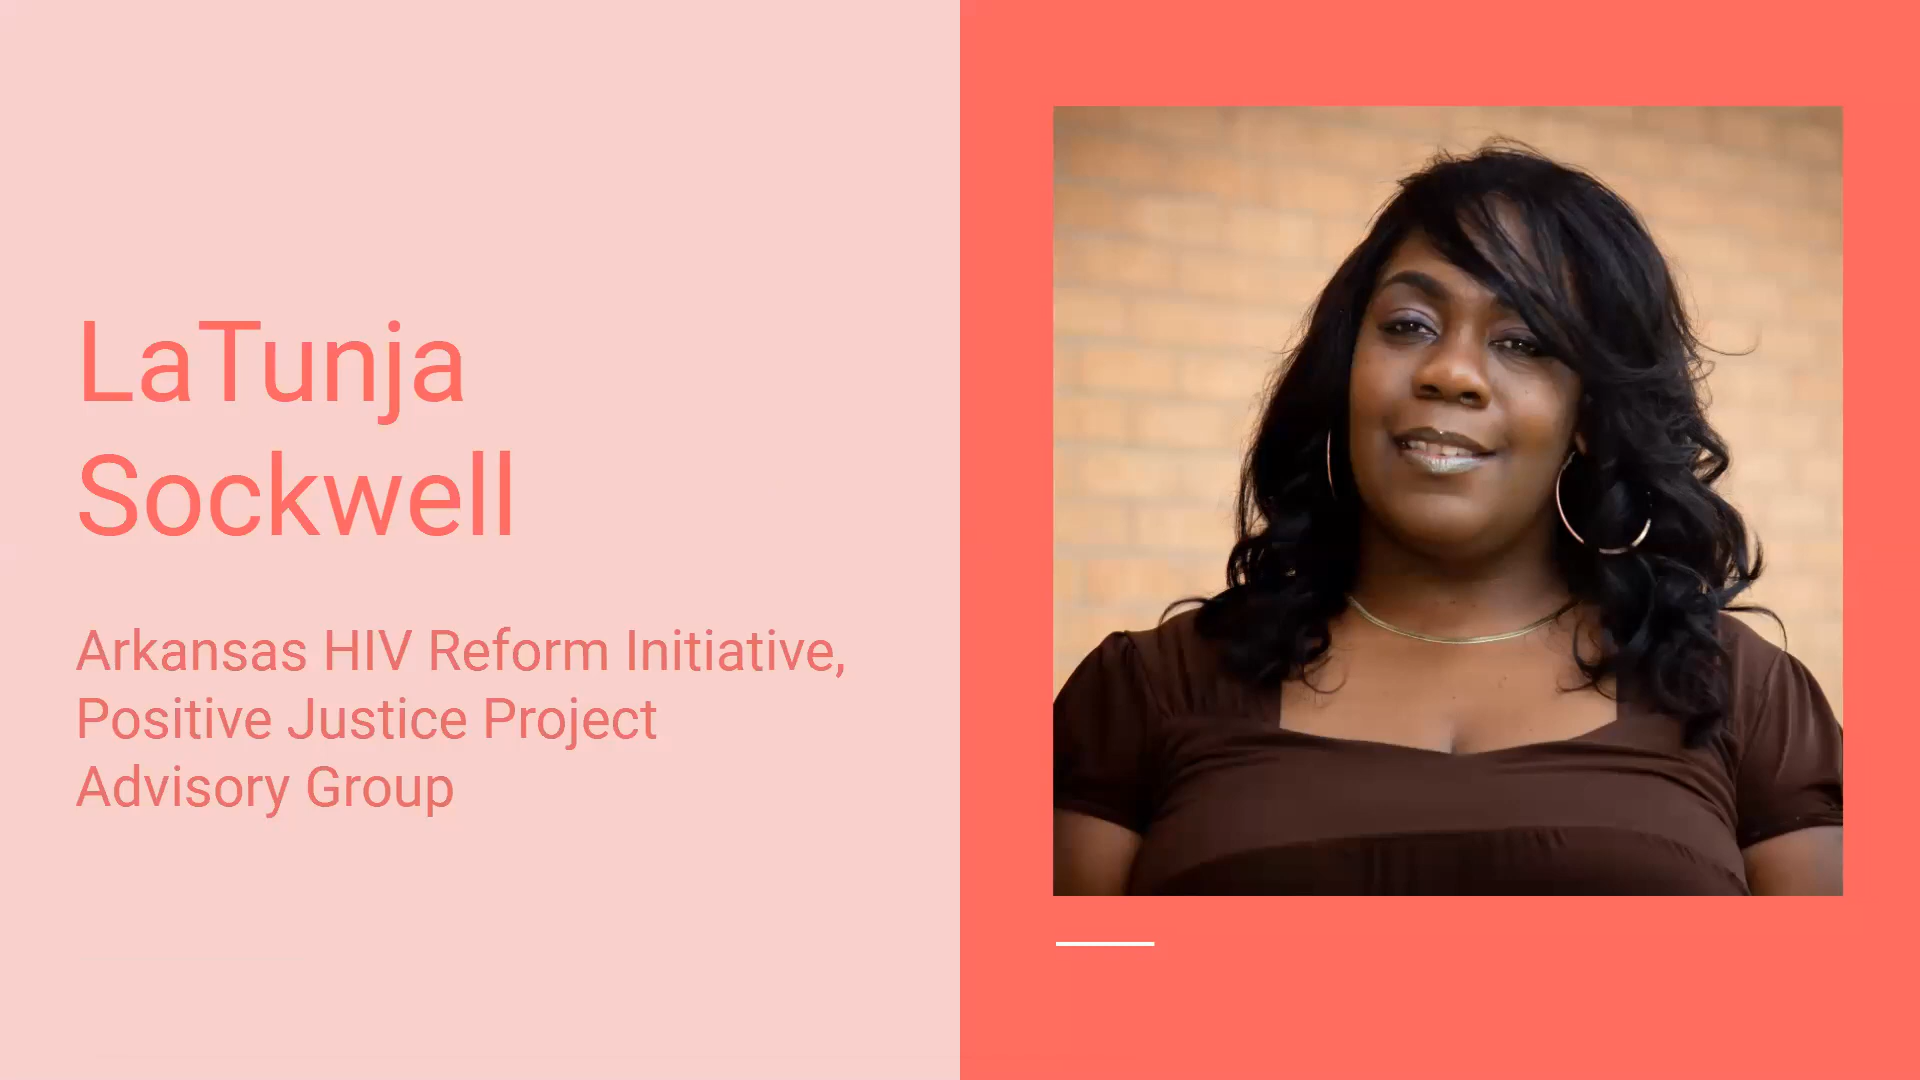 LaTunja
Sockwell
Arkansas HIV Reform Initiative,
Positive Justice Project
Advisory Group